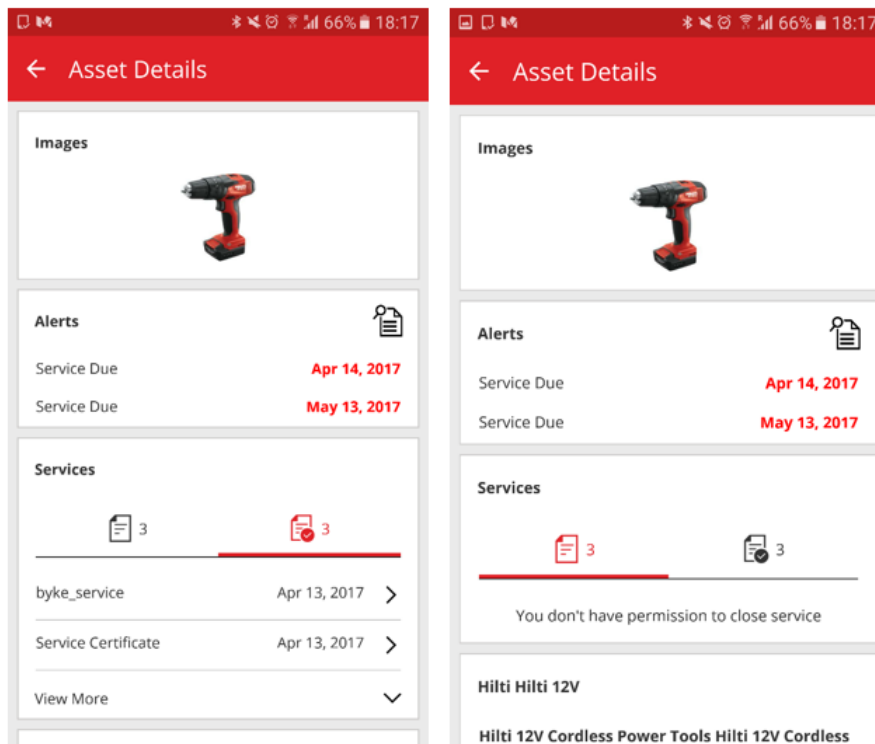 66% 18:17
Asset Details
Images
Alerts
Service Due Apr 14, 2017
Service Due May 13, 2017
Services
3 3
byke_service Apr 13, 2017
Service Certificate Apr 13, 2017
View More
66% 18:17
Asset Details
Images
Alerts
Service Due Apr 14, 2017
Service Due May 13, 2017
Services
3 3
You don't have permission to close service
Hilti Hilti 12V
Hilti 12V Cordless Power Tools Hilti 12V Cordless